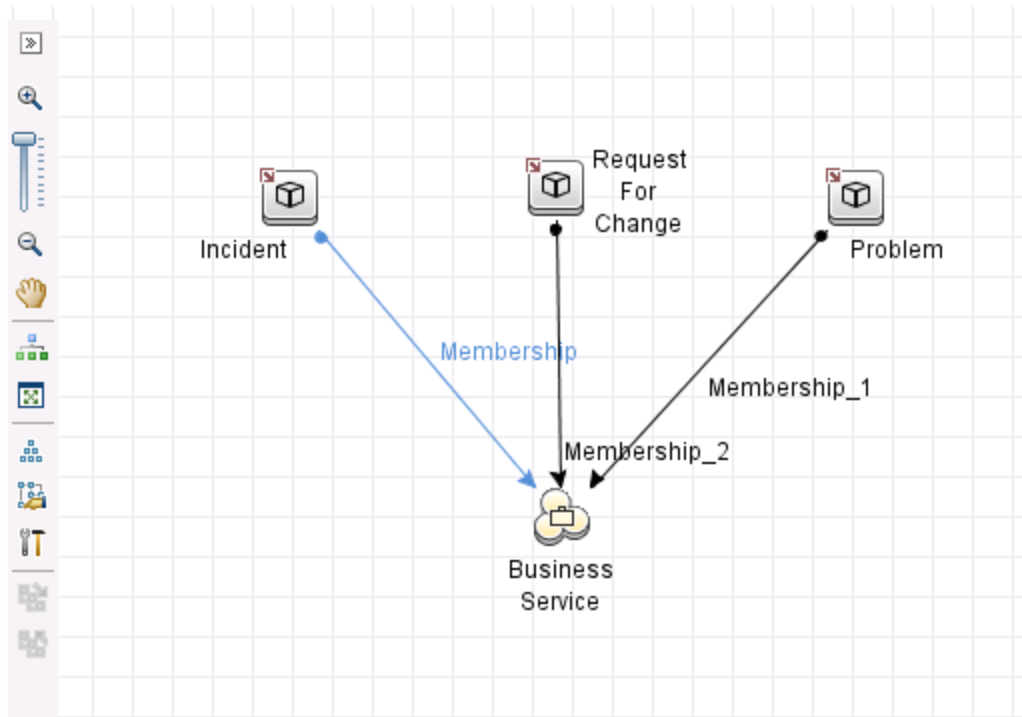 Request
For
Change
Incident
Problem
Membership
Membership_1
Membership_2
Business
Service